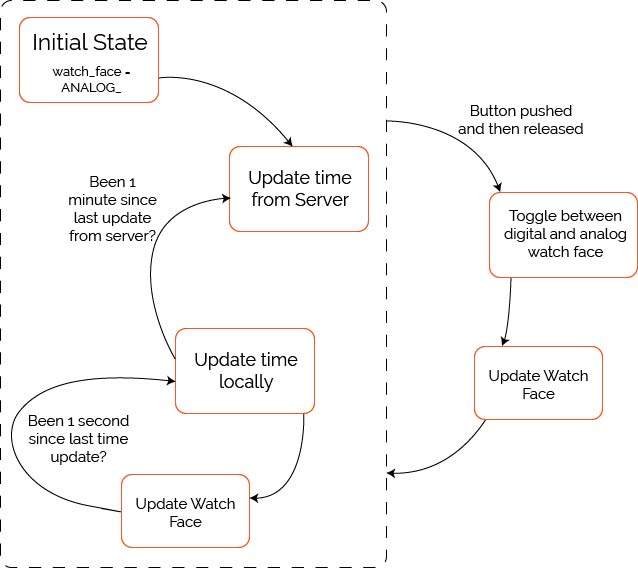 Initial State
watch_face =
ANALOG_
Button pushed
and then released
Update time
from Server
Been 1
minute since
last update
from server?
Toggle between
digital and analog
watch face
Update time
locally
Update Watch
Face
Been 1 second
since last time
update?
Update Watch
Face